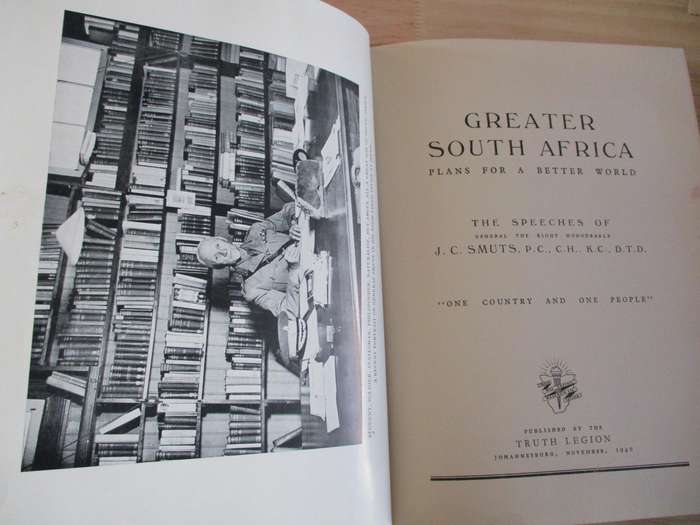 GREATER
SOUTH AFRICA
PLANS FOR A BETTER WORLD
THE SPEECHES OF
GENERAL THE RIGHT HONOURABLE
J. C. SMUTS, P.C., C.H., K.C., D.T.D.
"ONE COUNTRY AND ONE PEOPLE"
PUBLISHED BY THE
TRUTH LEGION
JOHANNESBURG, NOVEMBER, 1940